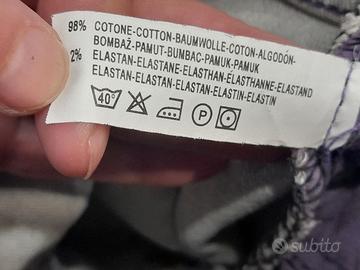 98% COTONE-COTTON-BAUMWOLLE-COTON-ALGODÓN-
BOMBAŽ-PAMUT-BUMBAC-PAMUK-PAMUK
2% ELASTAN-ELASTANE-ELASTHAN-ÉLASTHANNE-ELASTAND
ELASTAN-ELASTAN-ELASTAN-ELASTIN-ELASTIN
40°
P
subito